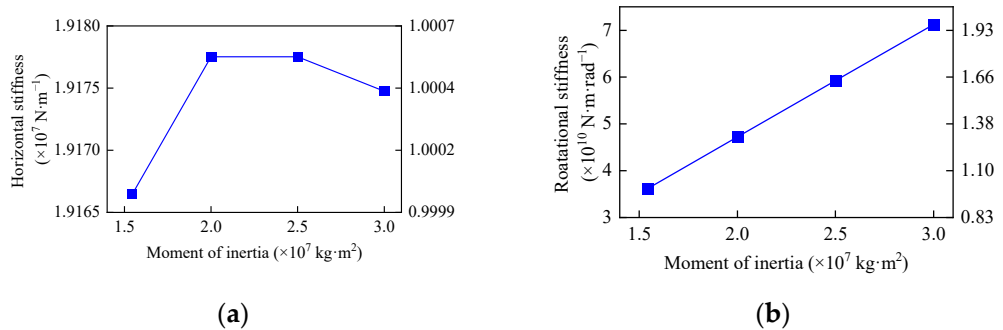 Horizontal stiffness
(×10⁷ N·m⁻¹)
1.9180
1.9175
1.9170
1.9165
1.0007
1.0004
1.0002
0.9999
1.5 2.0 2.5 3.0
Moment of inertia (×10⁷ kg·m²)
(a)
Roatational stiffness
(×10¹⁰ N·m·rad⁻¹)
7
6
5
4
3
1.93
1.66
1.38
1.10
0.83
1.5 2.0 2.5 3.0
Moment of inertia (×10⁷ kg·m²)
(b)